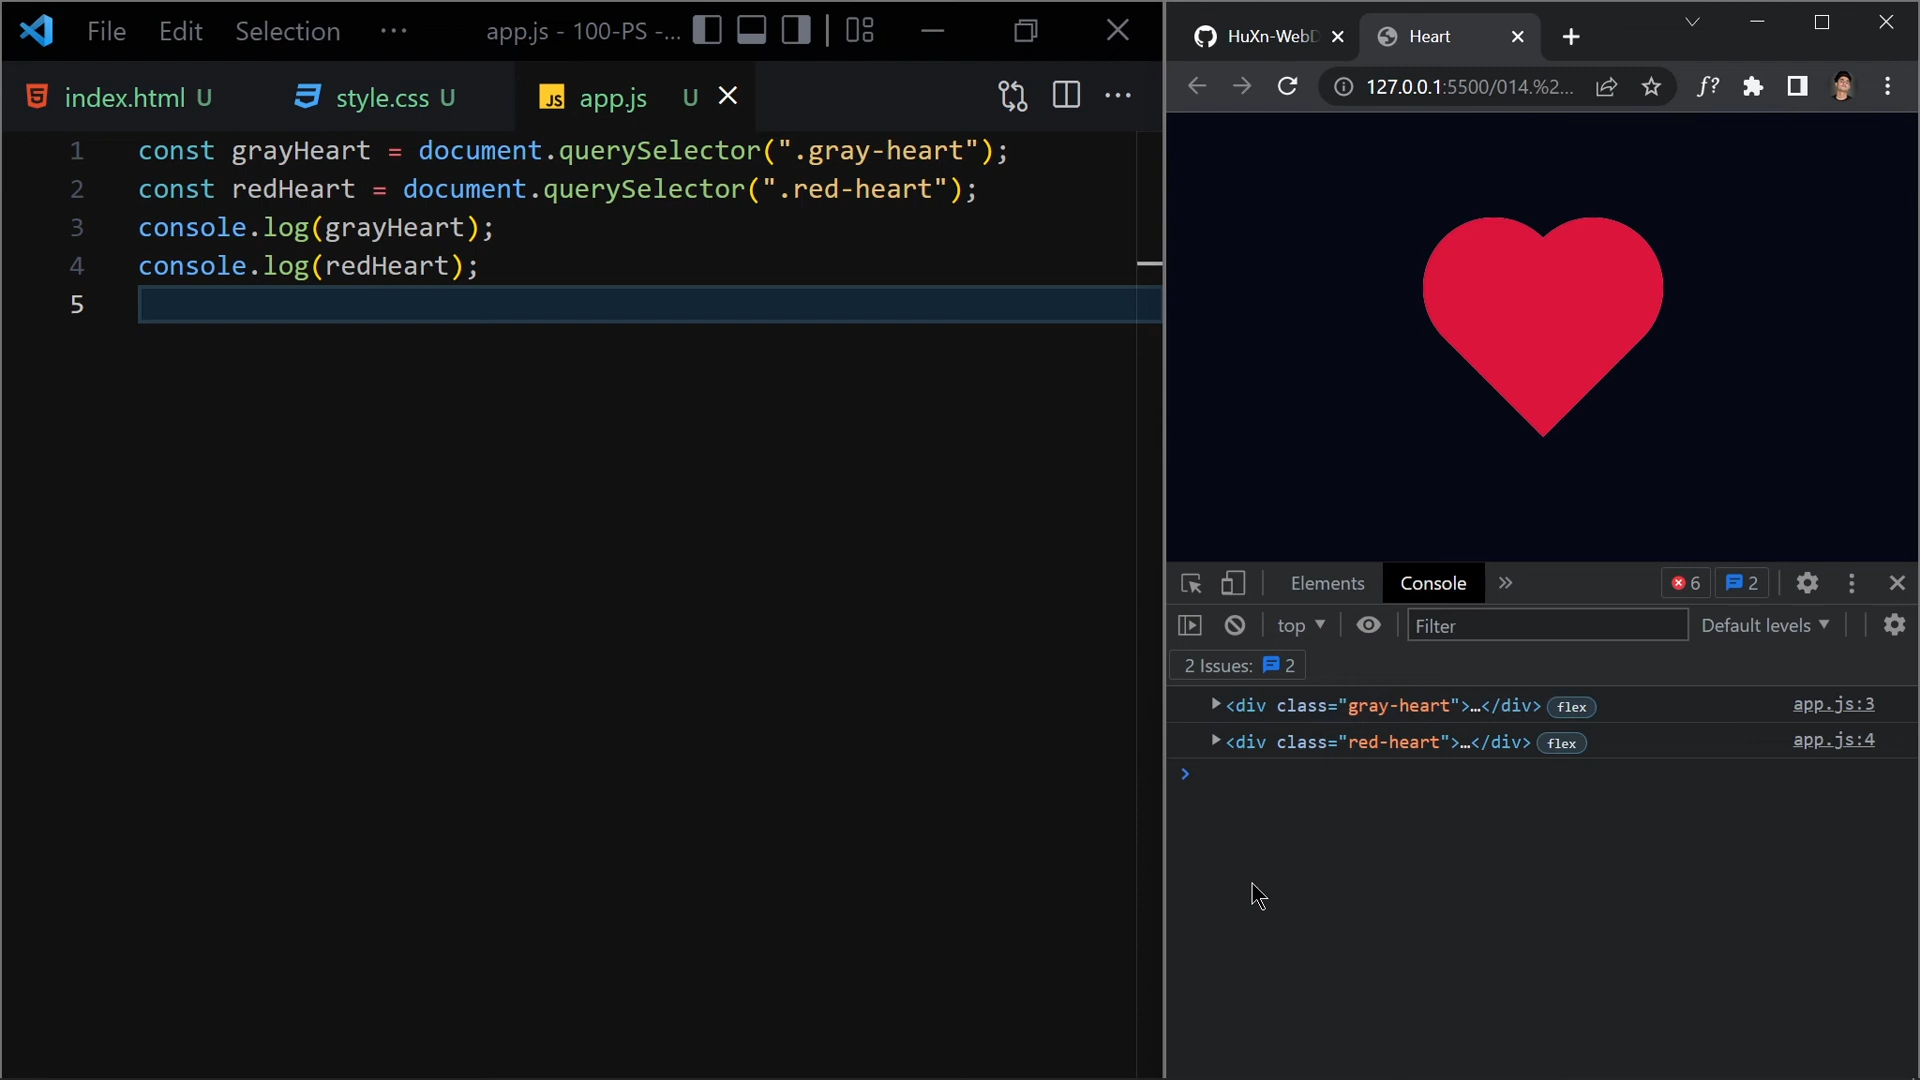 File Edit Selection ··· app.js - 100-PS -...
index.html U style.css U JS app.js U
1 const grayHeart = document.querySelector(".gray-heart");
2 const redHeart = document.querySelector(".red-heart");
3 console.log(grayHeart);
4 console.log(redHeart);
5
HuXn-WebD Heart
127.0.0.1:5500/014.%2... f?
Elements Console » 6 2
top Filter Default levels
2 Issues: 2
<div class="gray-heart">…</div> flex app.js:3
<div class="red-heart">…</div> flex app.js:4